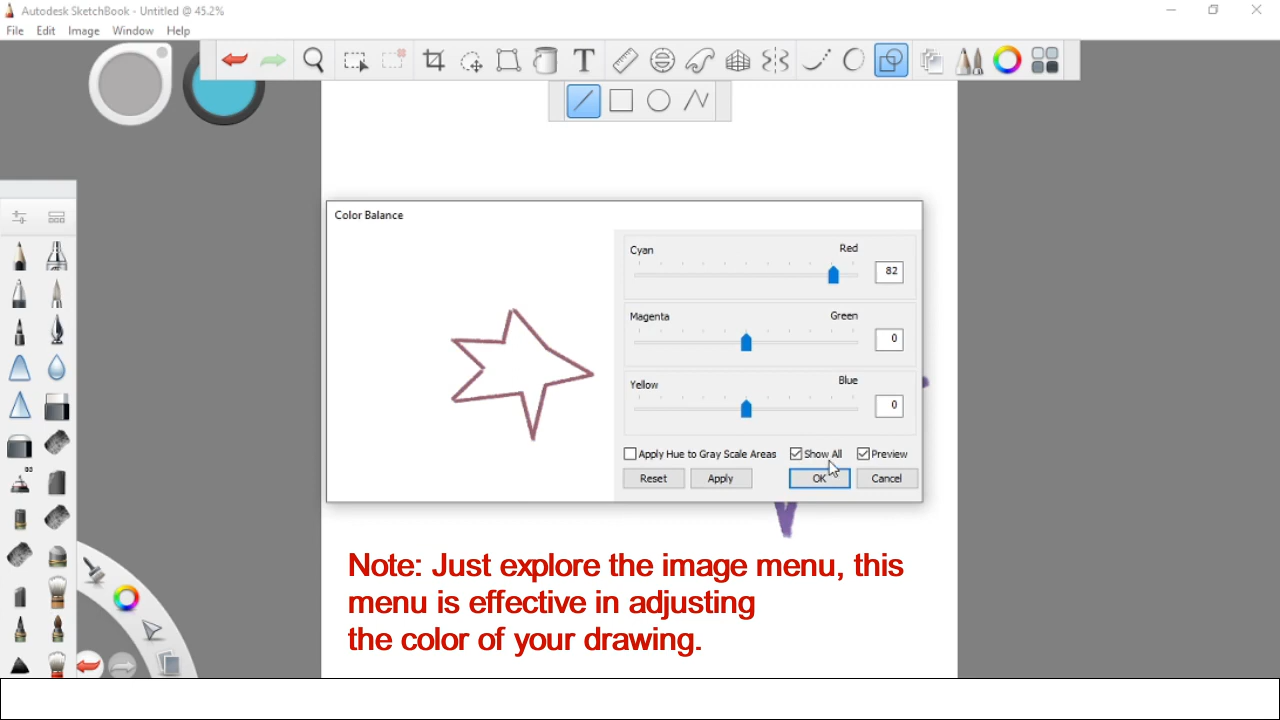 Autodesk SketchBook - Untitled @ 45.2%
File Edit Image Window Help
T
Color Balance
Cyan Red
82
Magenta Green
0
Yellow Blue
0
Apply Hue to Gray Scale Areas Show All Preview
Reset Apply OK Cancel
Note: Just explore the image menu, this
menu is effective in adjusting
the color of your drawing.